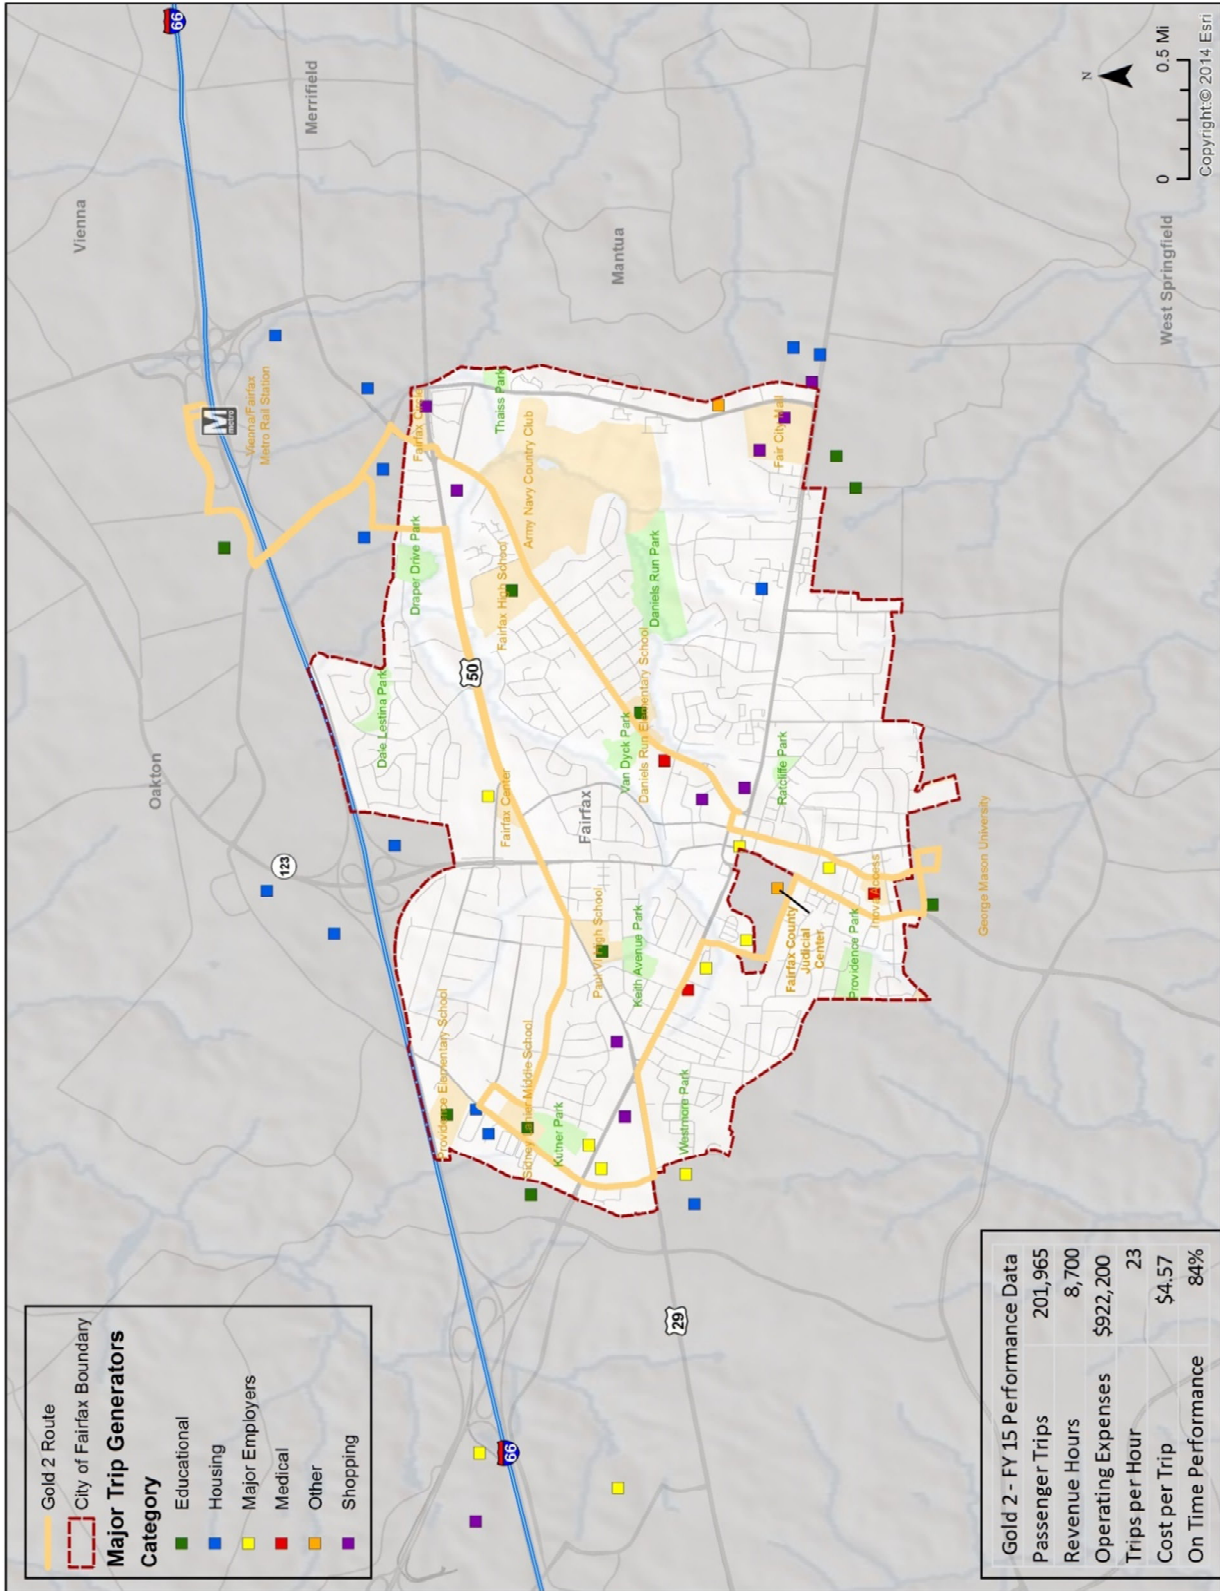 Gold 2 Route
City of Fairfax Boundary
Major Trip Generators
Category
Educational
Housing
Major Employers
Medical
Other
Shopping
66
Vienna
Merrifield
Oakton
123
M
metro
Vienna/Fairfax
Metro Rail Station
Fairfax Circle
Thaiss Park
Draper Drive Park
Army Navy Country Club
Fairfax High School
Dale Lestina Park
50
Mantua
Fairfax Center
Daniels Run Park
Van Dyck Park
Daniels Run Elementary School
Fairfax
Fair City Mall
Ratcliffe Park
Providence Elementary School
Sidney Lanier Middle School
Kutner Park
Paul VI High School
Keith Avenue Park
Westmore Park
Fairfax County
Judicial
Center
Providence Park
Inova Access
George Mason University
West Springfield
66
29
Gold 2 - FY 15 Performance Data
Passenger Trips 201,965
Revenue Hours 8,700
Operating Expenses $922,200
Trips per Hour 23
Cost per Trip $4.57
On Time Performance 84%
N
0 0.5 Mi
Copyright:© 2014 Esri